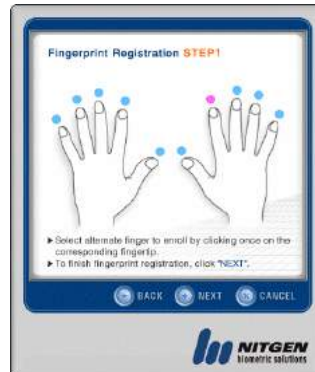 Fingerprint Registration STEP1
▶ Select alternate finger to enroll by clicking once on the
corresponding fingertip.
▶ To finish fingerprint registration, click "NEXT".
BACK NEXT CANCEL
NITGEN
biometric solutions